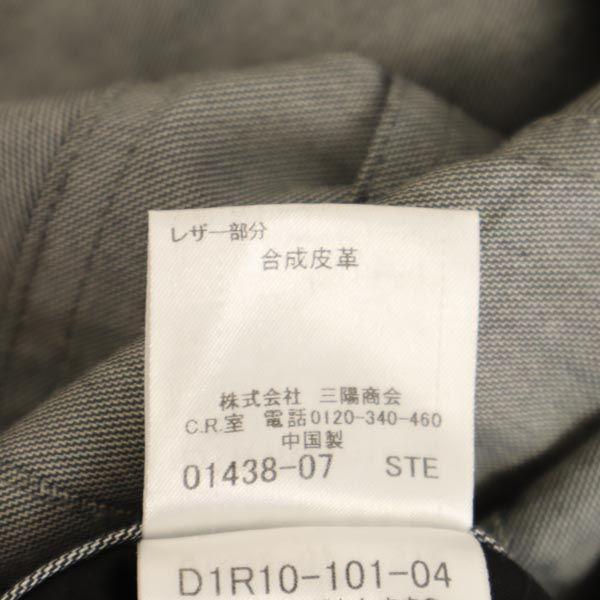 レザー部分
合成皮革
株式会社 三陽商会
C.R.室 電話0120-340-460
中国製
01438-07 STE
D1R10-101-04